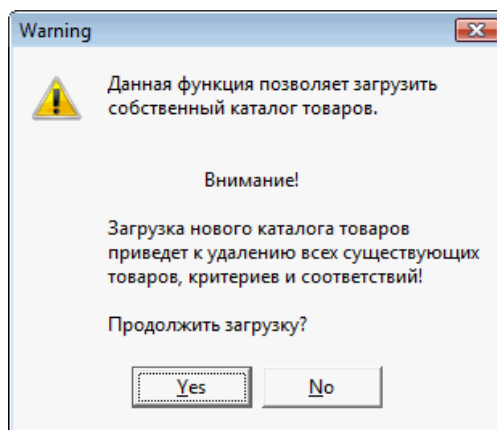 Warning
Данная функция позволяет загрузить
собственный каталог товаров.
Внимание!
Загрузка нового каталога товаров
приведет к удалению всех существующих
товаров, критериев и соответствий!
Продолжить загрузку?
Yes No